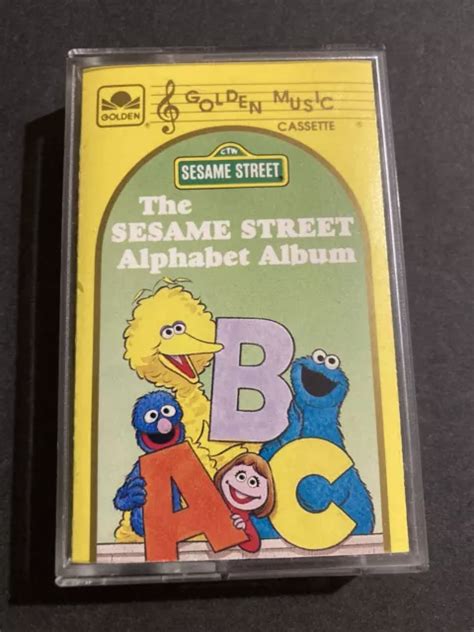 GOLDEN
GOLDEN MUSIC
CASSETTE
CTW
SESAME STREET
The
SESAME STREET
Alphabet Album
B
A C